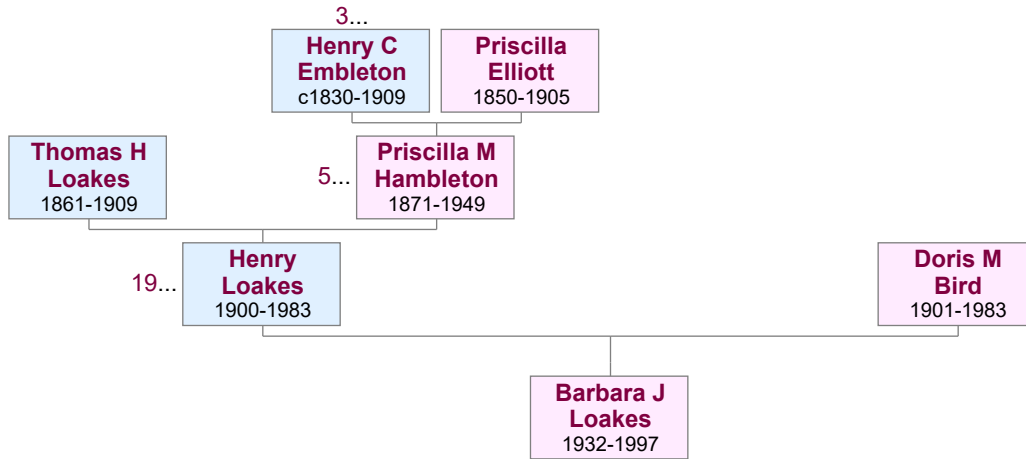 3...
Henry C
Embleton
c1830-1909
Priscilla
Elliott
1850-1905
Thomas H
Loakes
1861-1909
5...
Priscilla M
Hambleton
1871-1949
19...
Henry
Loakes
1900-1983
Doris M
Bird
1901-1983
Barbara J
Loakes
1932-1997